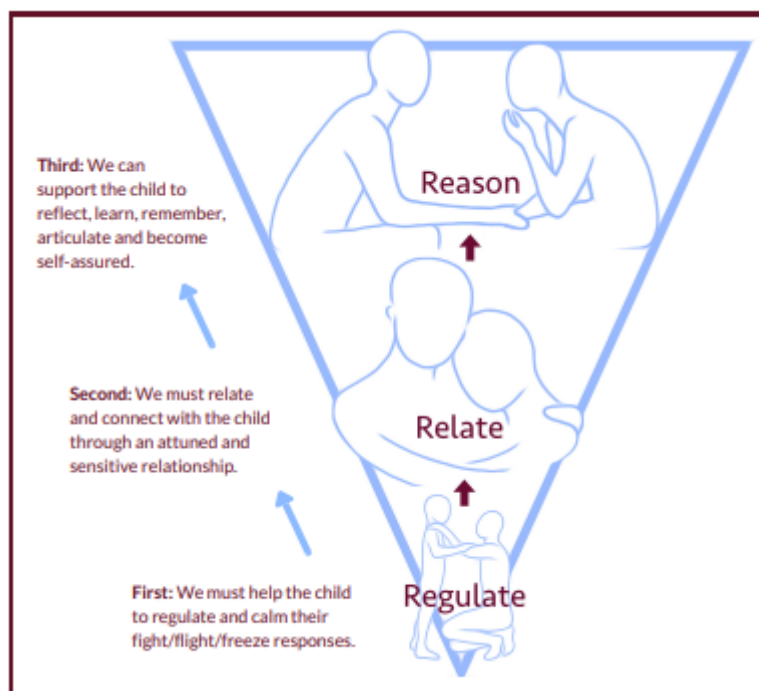 Third: We can
support the child to
reflect, learn, remember,
articulate and become
self-assured.
Reason
Second: We must relate
and connect with the child
through an attuned and
sensitive relationship.
Relate
First: We must help the child
to regulate and calm their
fight/flight/freeze responses.
Regulate